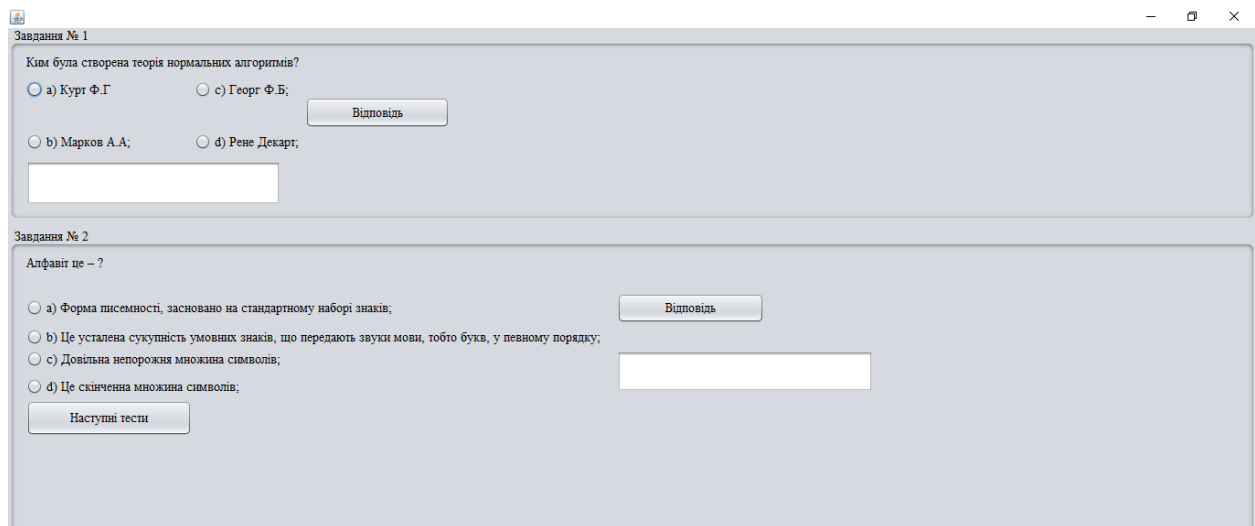 Завдання № 1
Ким була створена теорія нормальних алгоритмів?
a) Курт Ф.Г
c) Георг Ф.Б;
Відповідь
b) Марков А.А;
d) Рене Декарт;
Завдання № 2
Алфавіт це – ?
a) Форма писемності, засновано на стандартному наборі знаків;
Відповідь
b) Це усталена сукупність умовних знаків, що передають звуки мови, тобто букв, у певному порядку;
c) Довільна непорожня множина символів;
d) Це скінченна множина символів;
Наступні тести